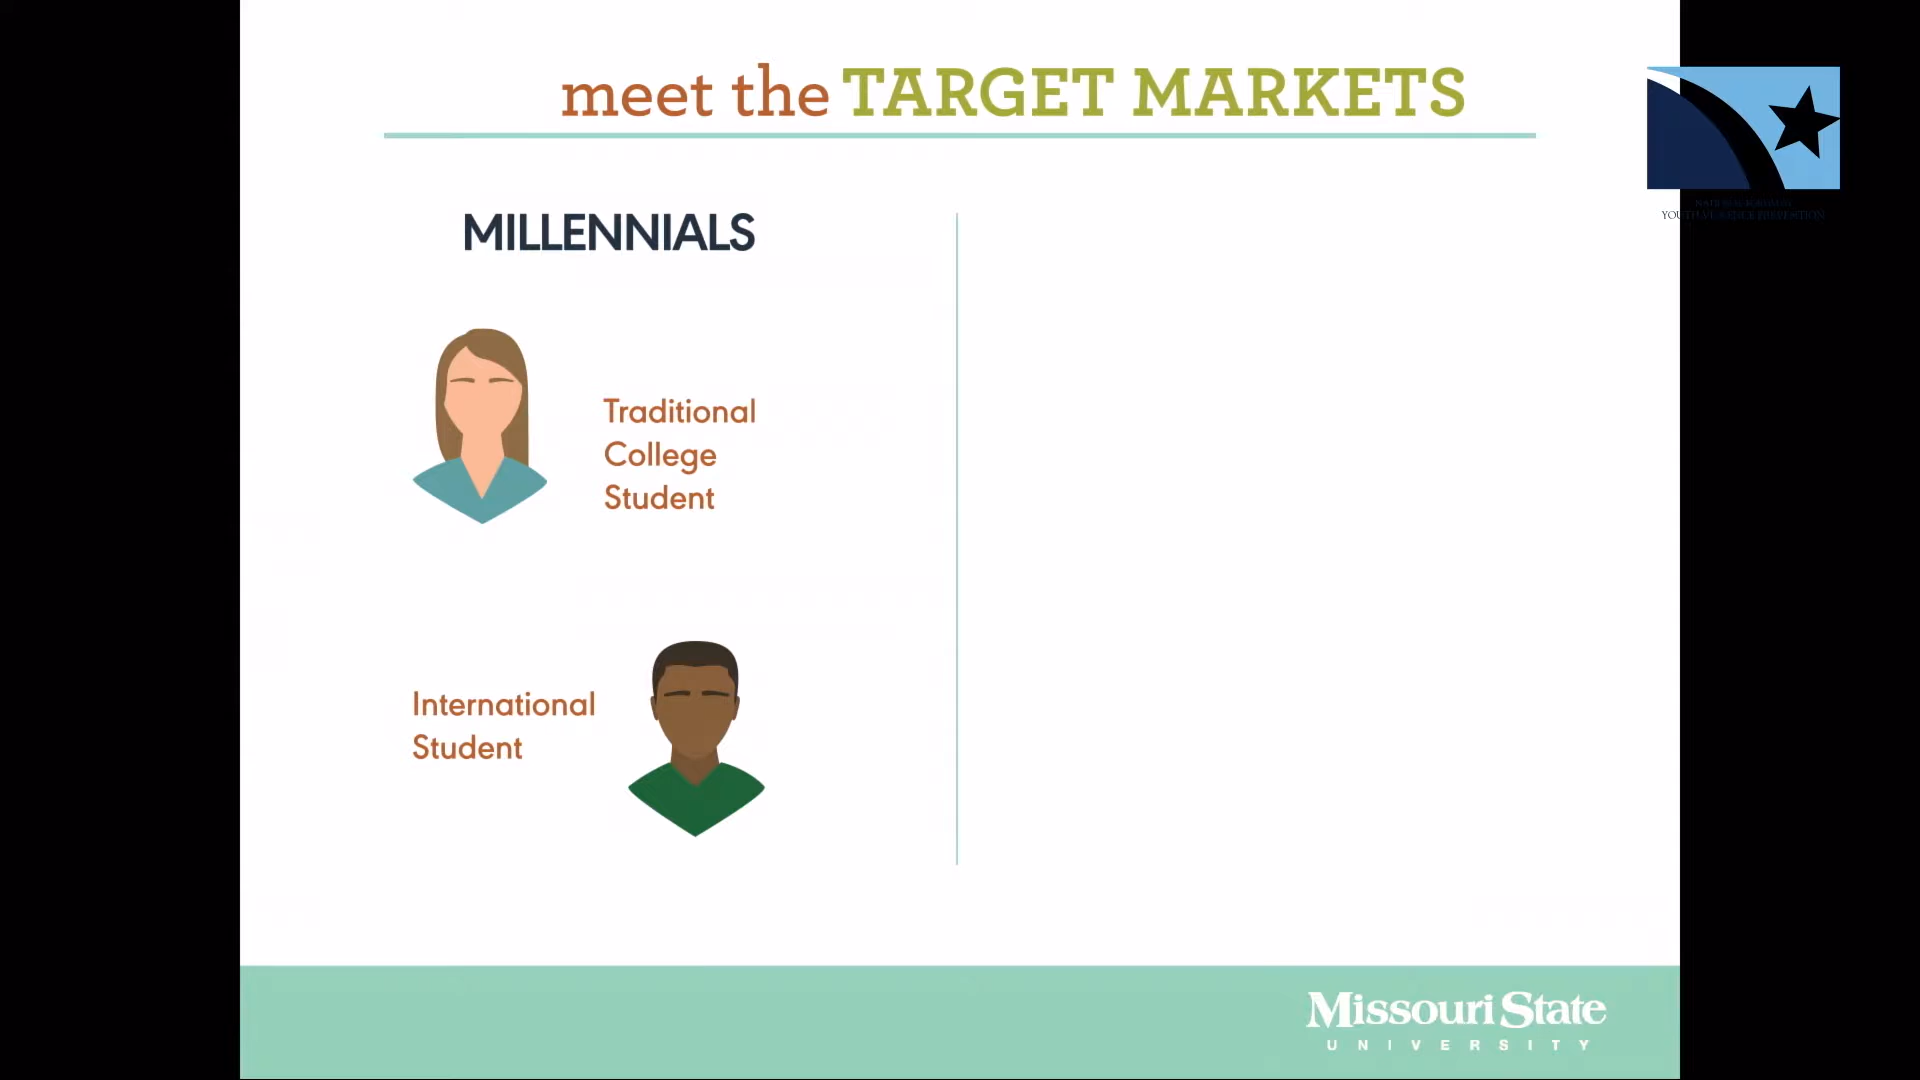 meet the TARGET MARKETS
MILLENNIALS
Traditional
College
Student
International
Student
Missouri State
UNIVERSITY